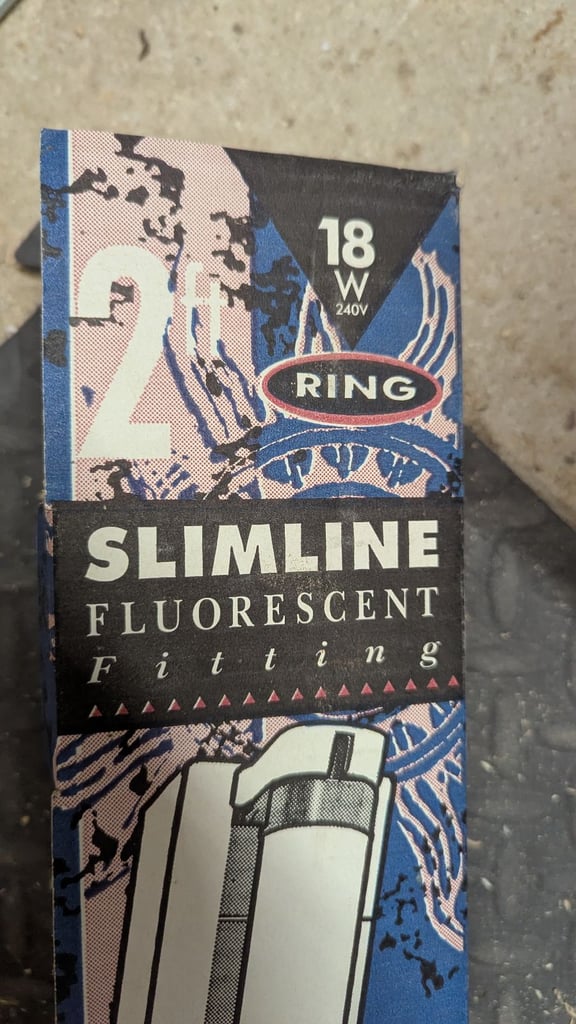 18
W
240V
2ft
RING
SLIMLINE
FLUORESCENT
Fitting